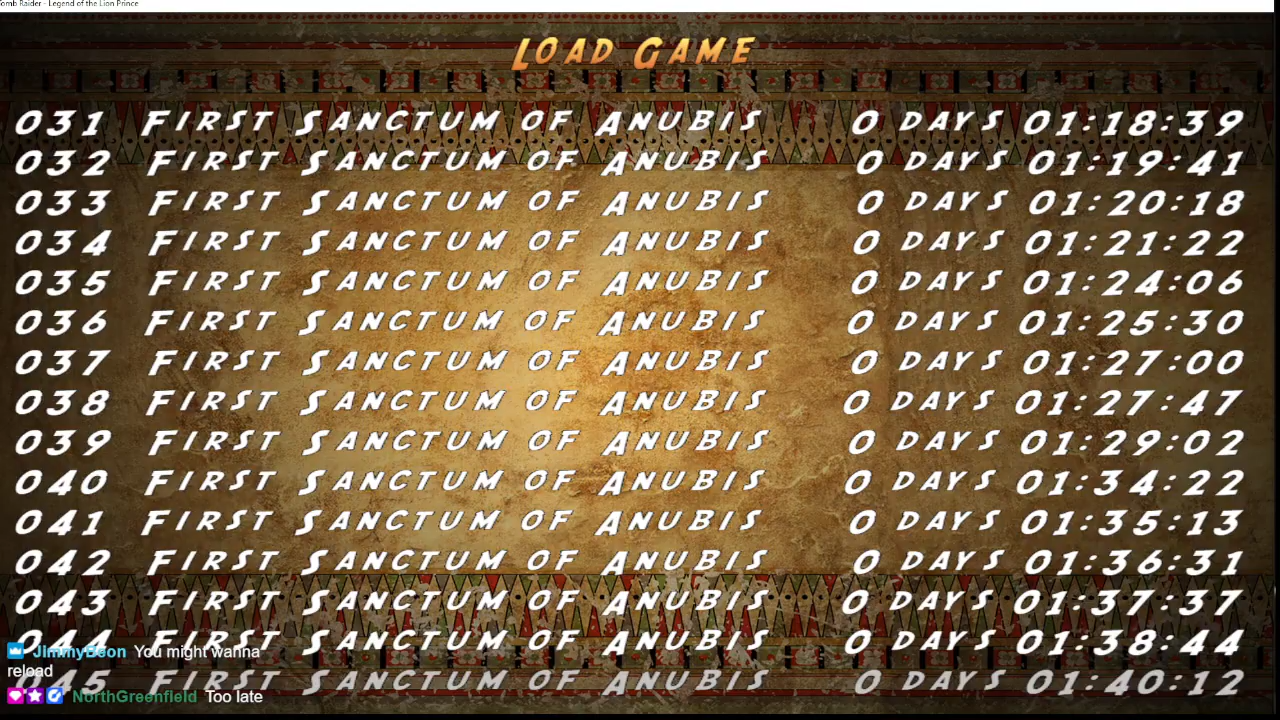 Tomb Raider - Legend of the Lion Prince
Load Game
031 First Sanctum of Anubis 0 days 01:18:39
032 First Sanctum of Anubis 0 days 01:19:41
033 First Sanctum of Anubis 0 days 01:20:18
034 First Sanctum of Anubis 0 days 01:21:22
035 First Sanctum of Anubis 0 days 01:24:06
036 First Sanctum of Anubis 0 days 01:25:30
037 First Sanctum of Anubis 0 days 01:27:00
038 First Sanctum of Anubis 0 days 01:27:47
039 First Sanctum of Anubis 0 days 01:29:02
040 First Sanctum of Anubis 0 days 01:34:22
041 First Sanctum of Anubis 0 days 01:35:13
042 First Sanctum of Anubis 0 days 01:36:31
043 First Sanctum of Anubis 0 days 01:37:37
044 First Sanctum of Anubis 0 days 01:38:44
JimmyBeon You might wanna
reload
045 First Sanctum of Anubis 0 days 01:40:12
NorthGreenfield Too late